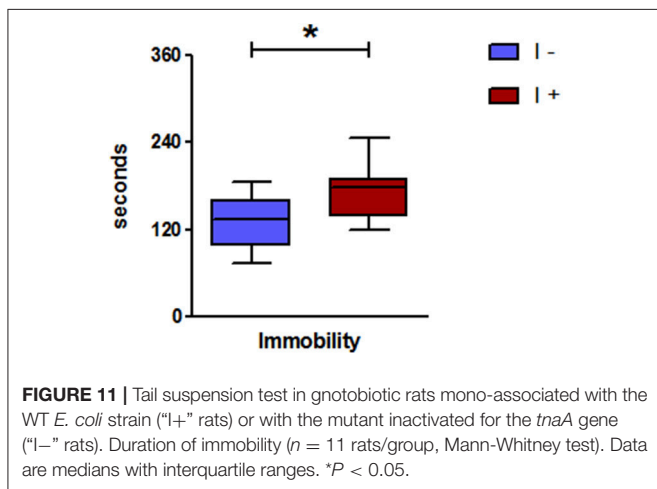 *
360
240
120
0
seconds
Immobility
I -
I +
FIGURE 11 | Tail suspension test in gnotobiotic rats mono-associated with the
WT E. coli strain (“I+” rats) or with the mutant inactivated for the tnaA gene
(“I−” rats). Duration of immobility (n = 11 rats/group, Mann-Whitney test). Data
are medians with interquartile ranges. *P < 0.05.